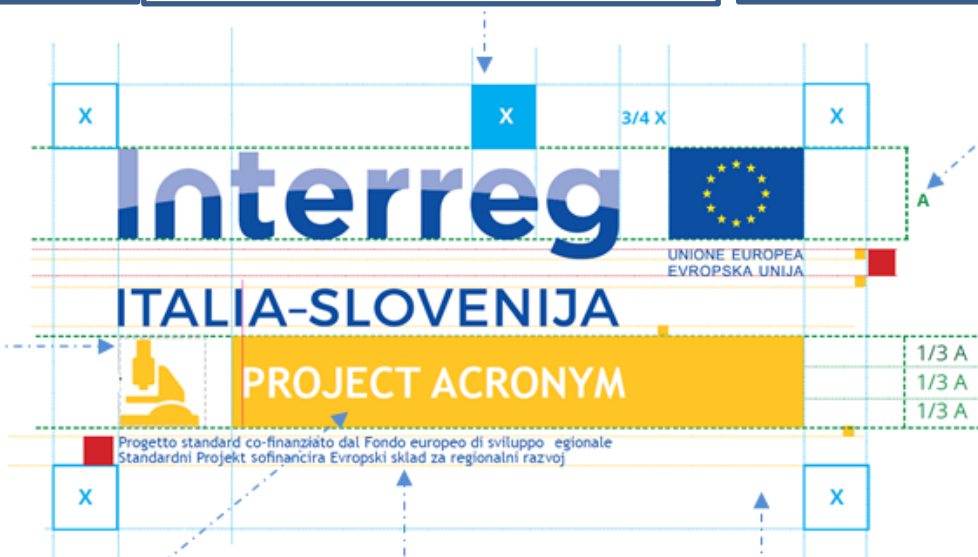 X
X
3/4 X
X
Interreg
A
UNIONE EUROPEA
EVROPSKA UNIJA
ITALIA-SLOVENIJA
PROJECT ACRONYM
1/3 A
1/3 A
1/3 A
Progetto standard co-finanziato dal Fondo europeo di sviluppo egionale
Standardni Projekt sofinancira Evropski sklad za regionalni razvoj
X
X